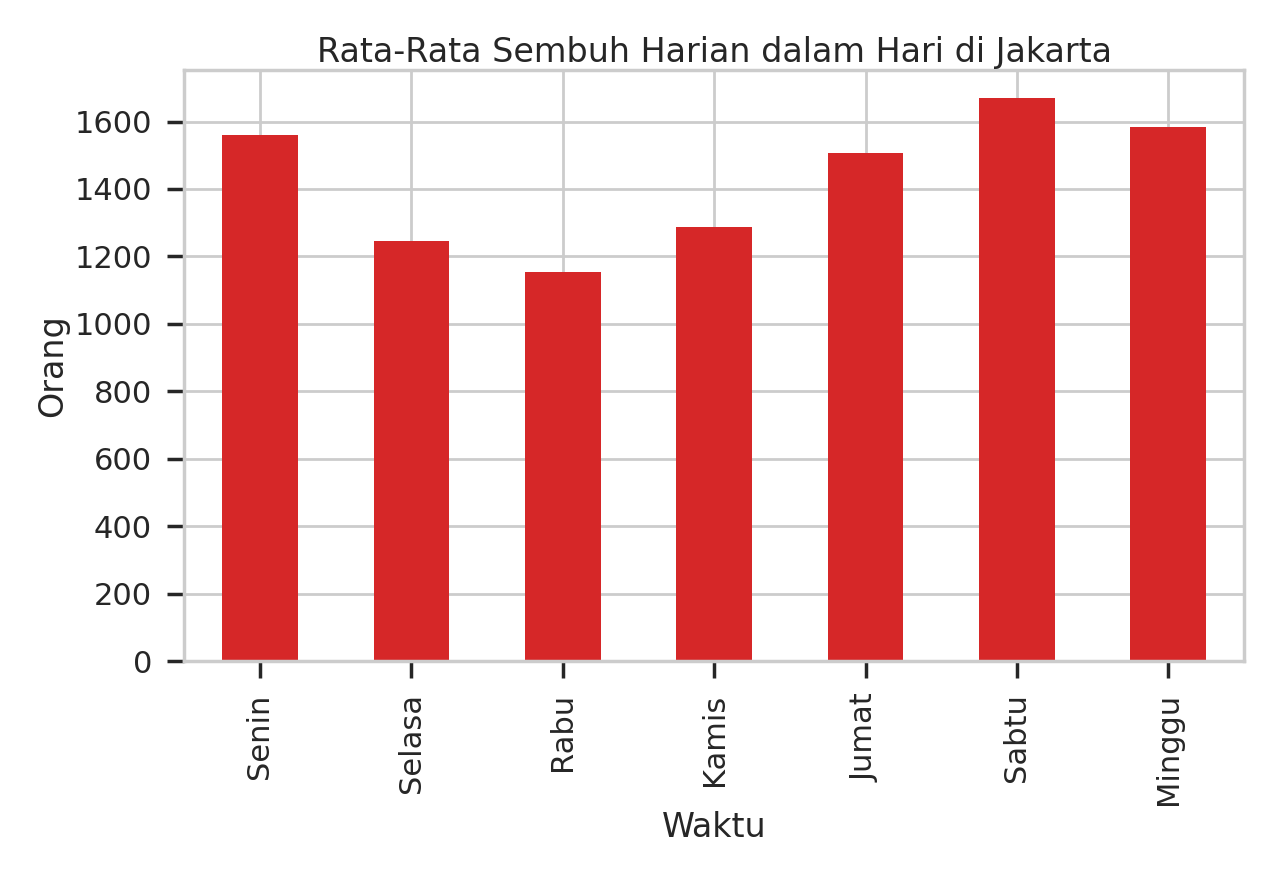 Rata-Rata Sembuh Harian dalam Hari di Jakarta
1600
1400
1200
1000
800
600
400
200
0
Orang
Senin
Selasa
Rabu
Kamis
Jumat
Sabtu
Minggu
Waktu